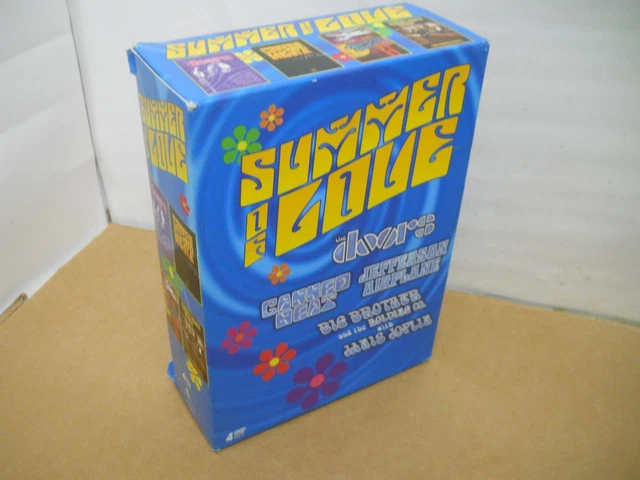 SUMMER OF LOVE
SUMMER
OF
LOVE
SUMMER
OF LOVE
the doors
CANNED
HEAT
JEFFERSON
AIRPLANE
BIG BROTHER
and the HOLDING CO.
with
JANIS JOPLIN
4 DVD